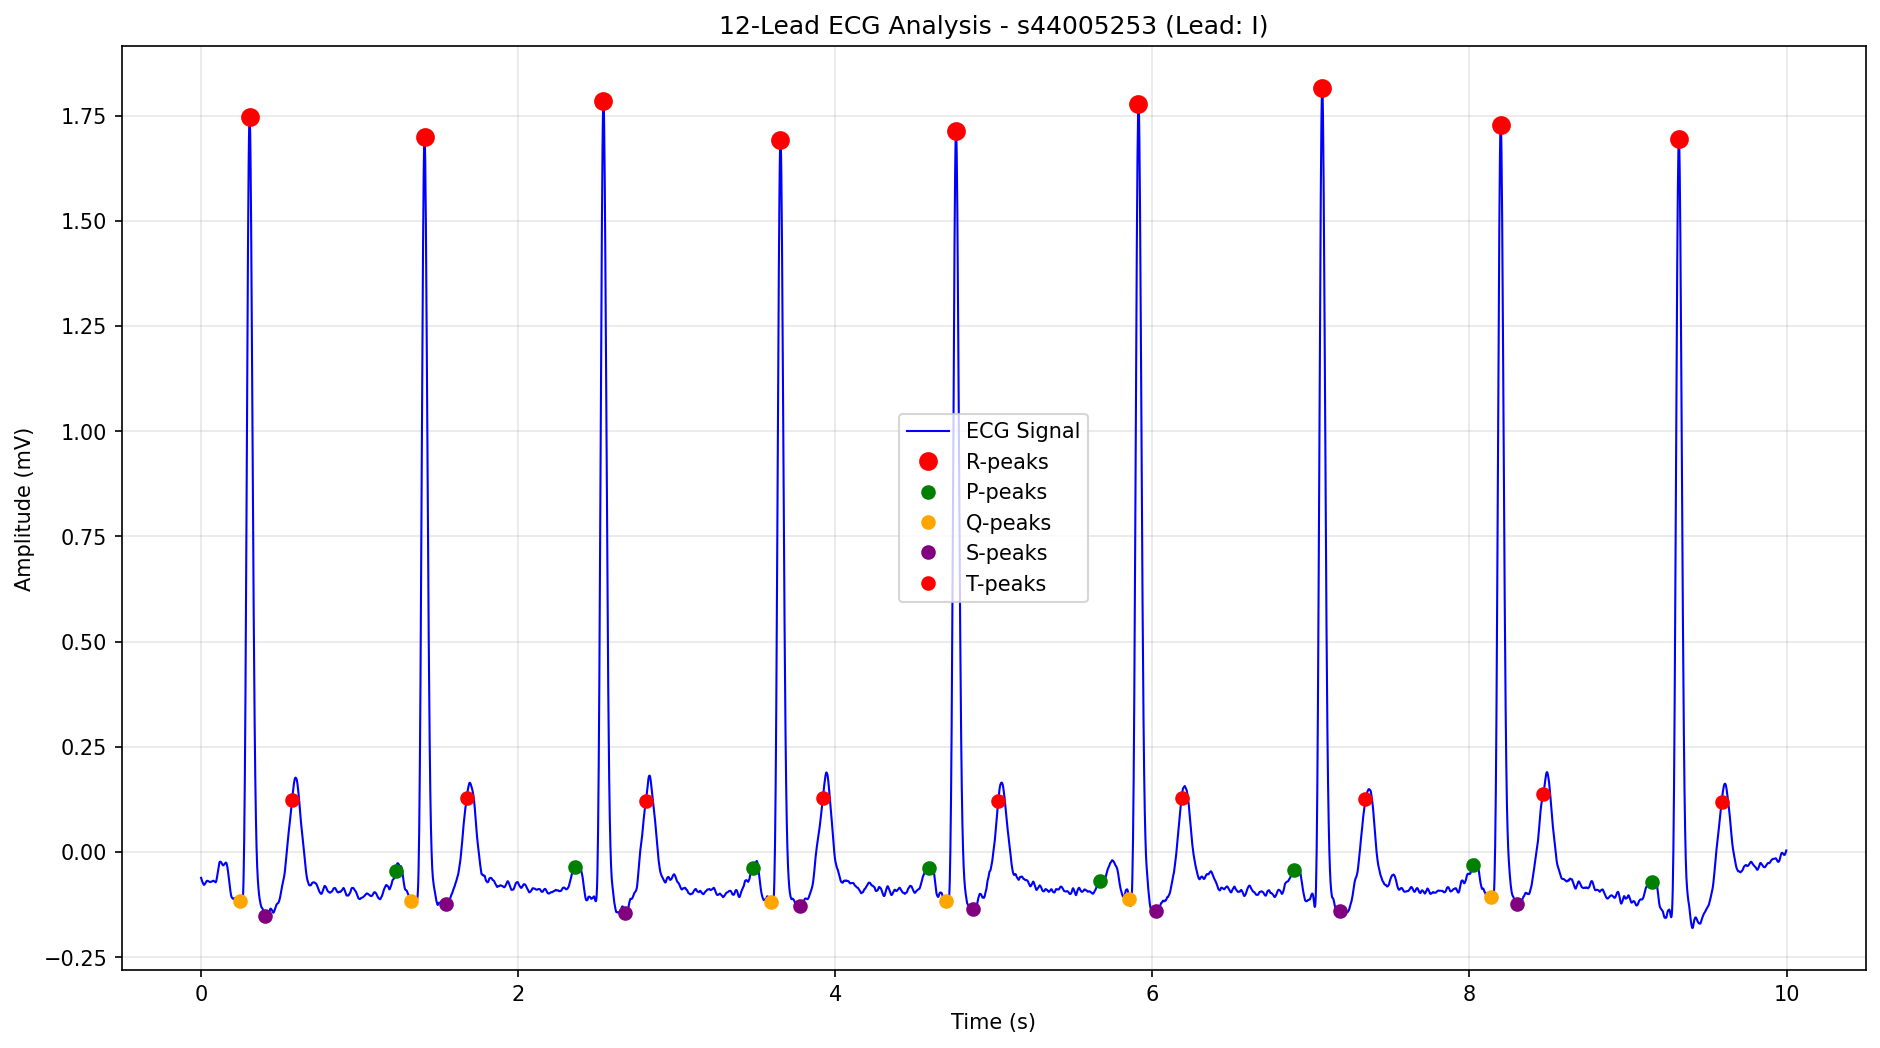 12-Lead ECG Analysis - s44005253 (Lead: I)
Amplitude (mV)
1.75
1.50
1.25
1.00
0.75
0.50
0.25
0.00
−0.25
ECG Signal
R-peaks
P-peaks
Q-peaks
S-peaks
T-peaks
0 2 4 6 8 10
Time (s)